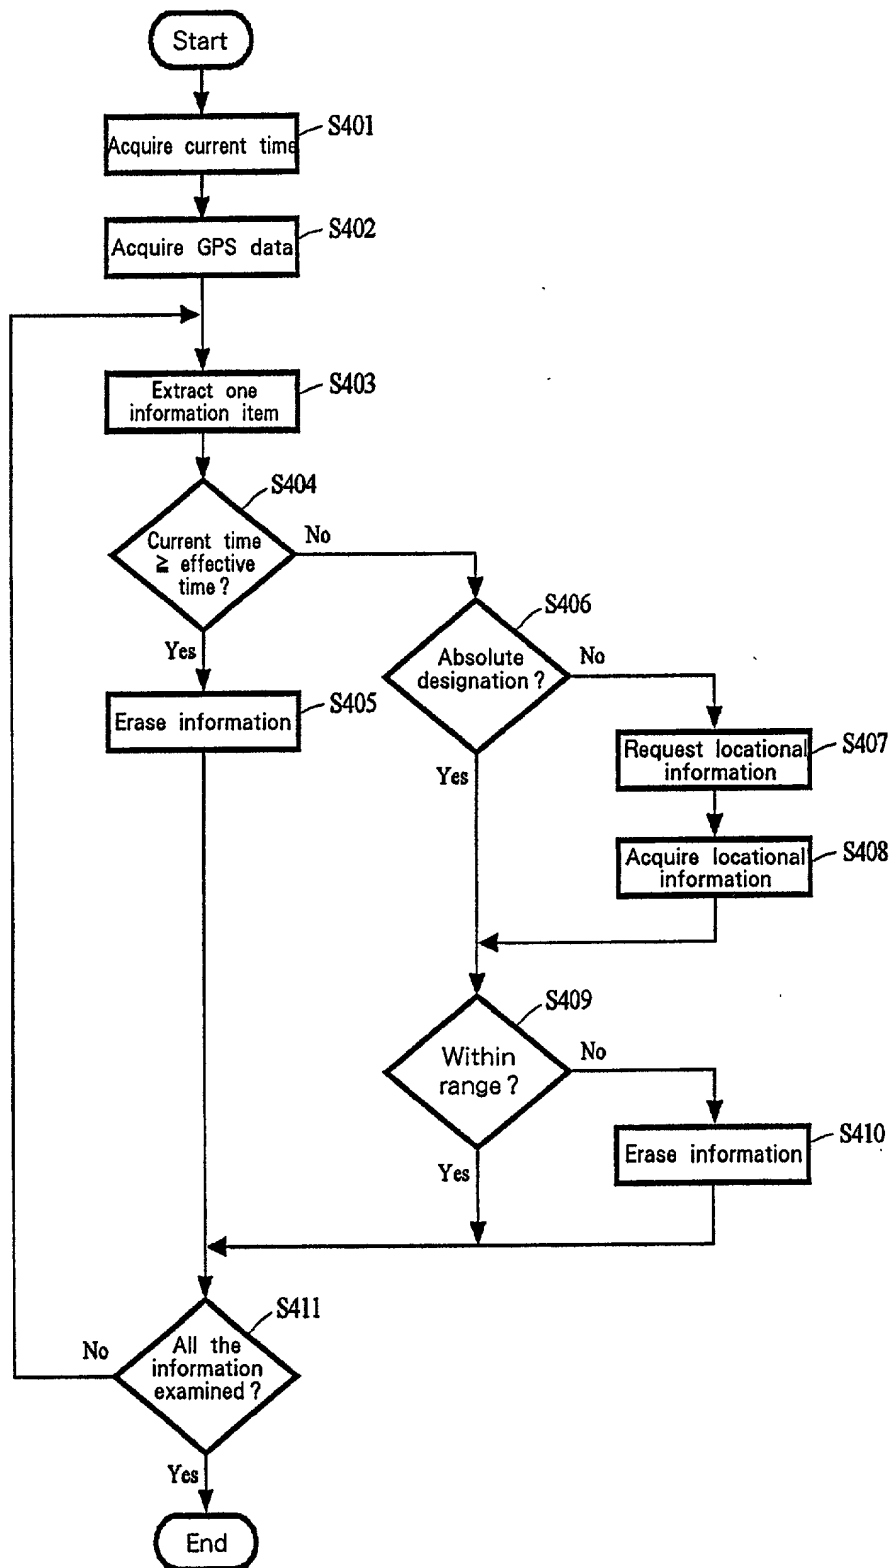 Start
Acquire current time
S401
Acquire GPS data
S402
Extract one
information item
S403
Current time
≧ effective
time ?
S404
No
Yes
Erase information
S405
Absolute
designation ?
S406
No
Yes
Request locational
information
S407
Acquire locational
information
S408
Within
range ?
S409
No
Yes
Erase information
S410
All the
information
examined ?
S411
No
Yes
End